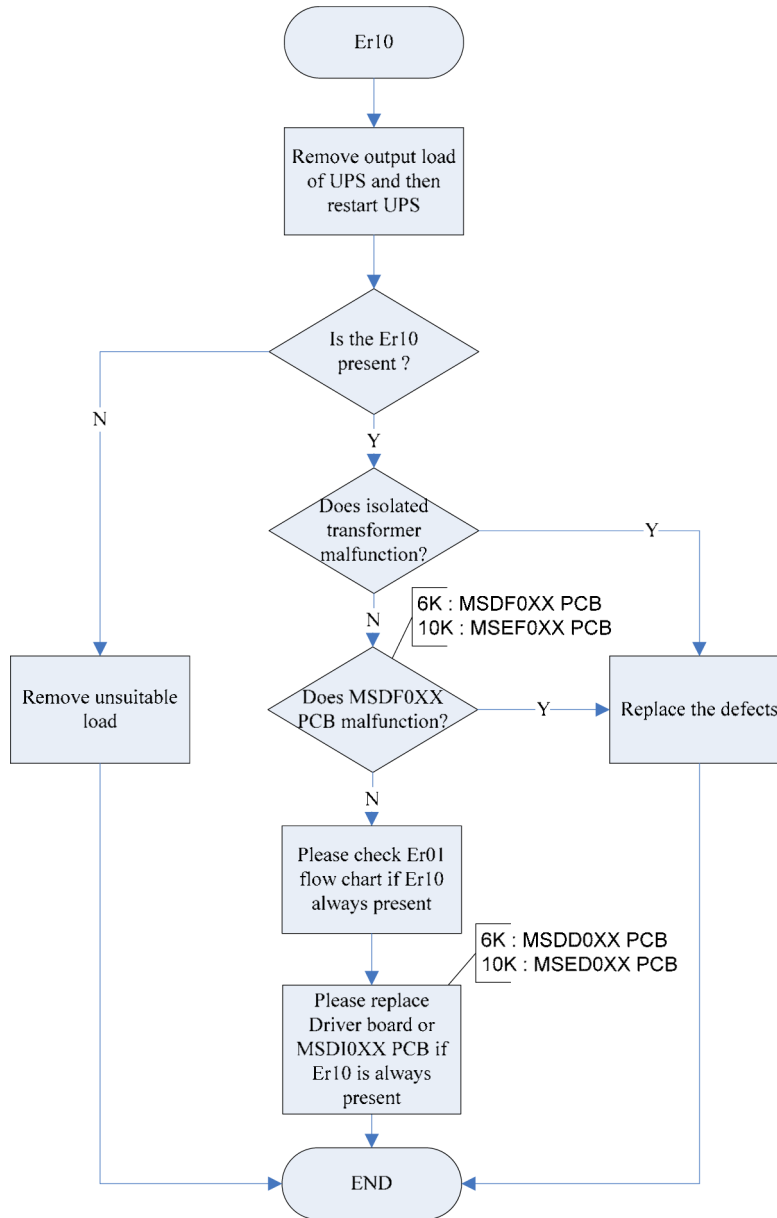 Er10
Remove output load
of UPS and then
restart UPS
Is the Er10
present ?
N
Y
Does isolated
transformer
malfunction?
Y
N
6K : MSDF0XX PCB
10K : MSEF0XX PCB
Remove unsuitable
load
Does MSDF0XX
PCB malfunction?
Y
Replace the defects
N
Please check Er01
flow chart if Er10
always present
6K : MSDD0XX PCB
10K : MSED0XX PCB
Please replace
Driver board or
MSDI0XX PCB if
Er10 is always
present
END